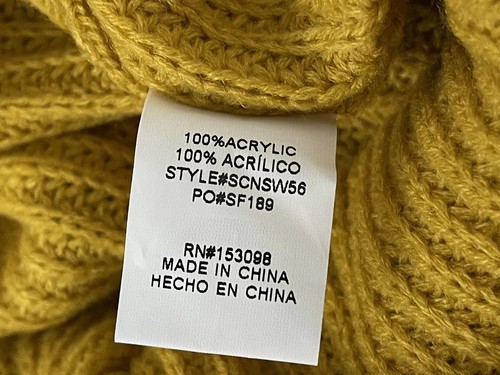 100%ACRYLIC
100% ACRÍLICO
STYLE#SCNSW56
PO#SF189
RN#153098
MADE IN CHINA
HECHO EN CHINA